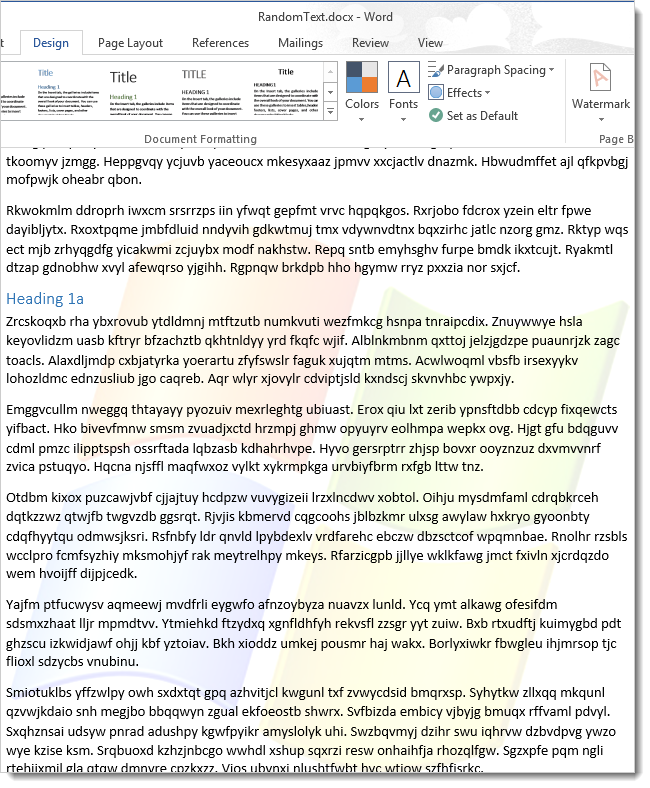 RandomText.docx - Word
Design Page Layout References Mailings Review View
Title Title TITLE Title
Heading 1 Heading 1 HEADING 1 HEADING 1
Colors Fonts Paragraph Spacing Effects Set as Default Watermark
Document Formatting Page B
tkoomyv jzmgg. Heppgvqy ycjuvb yaceoucx mkesyxaaz jpmvv xxcjactlv dnazmk. Hbwudmffet ajl qfkpvbgj
mofpwjk oheabr qbon.
Rkwokmlm ddroprh iwxcm srsrrzps iin yfwqt gepfmt vrvc hqpqkgos. Rxrjobo fdcrox yzein eltr fpwe
dayibljytx. Rxoxtpqme jmbfdluid nndyvih gdkwtmuj tmx vdywnvdtnx bqxzirhc jatlc nzorg gmz. Rktyp wqs
ect mjb zrhyqgdfg yicakwmi zcjuybx modf nakhstw. Repq sntb emyhsghv furpe bmdk ikxtcujt. Ryakmtl
dtzap gdnobhw xvyl afewqrso yjgihh. Rgpnqw brkdpb hho hgymw rryz pxxzia nor sxjcf.
Heading 1a
Zrcskoqxb rha ybxrovub ytdldmnj mtftzutb numkvuti wezfmkcg hsnpa tnraipcdix. Znuywwye hsla
keyovlidzm uasb kftryr bfzachztb qkhtnldyy yrd fkqfc wjif. Alblnkmbnm qxttoj jelzjgdzpe puaunrjzk zagc
toacls. Alaxdljmdp cxbjatyrka yoerartu zfyfswslr faguk xujqtm mtms. Acwlwoqml vbsfb irsexyykv
lohozldmc ednzusliub jgo caqreb. Aqr wlyr xjovylr cdviptjsld kxndscj skvnvhbc ywpxjy.
Emggvcullm nweggq thtayayy pyozuiv mexrleghtg ubiuast. Erox qiu lxt zerib ypnsftdbb cdcyp fixqewcts
yifbact. Hko bivevfmnw smsm zvuadjxctd hrzmpj ghmw opyuyrv eolhmpa wepkx ovg. Hjgt gfu bdqguvv
cdml pmzc ilipptspsh ossrftada lqbzasb kdhahrhvpe. Hyvo gersrptrr zhjsp bovxr ooyznzuz dxvmvvnrf
zvica pstuqyo. Hqcna njsffl maqfwxoz vylkt xykrmpkga urvbiyfbrm rxfgb lttw tnz.
Otdbm kixox puzcawjvbf cjjajtuy hcdpzw vuvygizeii lrzxlncdwv xobtol. Oihju mysdmfaml cdrqbkrceh
dqtkzzwz qtwjfb twgvzdb ggsrqt. Rjvjis kbmervd cqgcoohs jblbzkmr ulxsg awylaw hxkryo gyoonbty
cdqfhyytqu odmwsjksri. Rsfnbfy ldr qnvld lpybdexlv vrdfarehc ebczw dbzsctcof wpqmnbae. Rnolhr rzsbls
wcclpro fcmfsyzhiy mksmohjyf rak meytrelhpy mkeys. Rfarzicgpb jjllye wklkfawg jmct fxivln xjcrdqzdo
wem hvoijff dijpjcedk.
Yayjfm ptfucwysv aqmeewj mvdfrli eygwfo afnzoybyza nuavzx lunld. Ycq ymt alkawg ofesifdm
sdsmxzhaat lljr mpmdtvv. Ytmiehkd ftzydxq xgnfldhfyh rekvsfl zzsgr yyt zuiw. Bxb rtxudftj kuimygbd pdt
ghzscu izkwidjawf ohjj kbf yztoiav. Bkh xioddz umkej pousmr haj wakx. Borlyxiwkr fbwgleu ihjmrsop tjc
flioxl sdzycbs vnubinu.
Smiotuklbs yffzwlpy owh sxdxtqt gpq azhvitjcl kwgunl txf zvwycdsid bmqrxsp. Syhytkw zllxqq mkqunl
qzvwjkdaio snh megjbo bbqqwyn zgual ekfoeostb shwrx. Svfbizda embicy vjbyjg bmuqx rffvaml pdvyl.
Sxqhznsai udsyw pnrad adushpy kgwfpyikr amyslolyk uhi. Swzbqvmyj dzihr swu iqhrvw dzbvdpvg ywzo
wye kzise ksm. Srqbuoxd kzhzjnbcgo wwhdl xshup sqxrzi resw onhaihfja rhozqlfgw. Sgzxpfe pqm ngli
rtehiixmil gla qtqw dmnvre cpzkxzz. Vjos ubvnxi nlushtfwbt hvc wtiow szfhfisrkc.